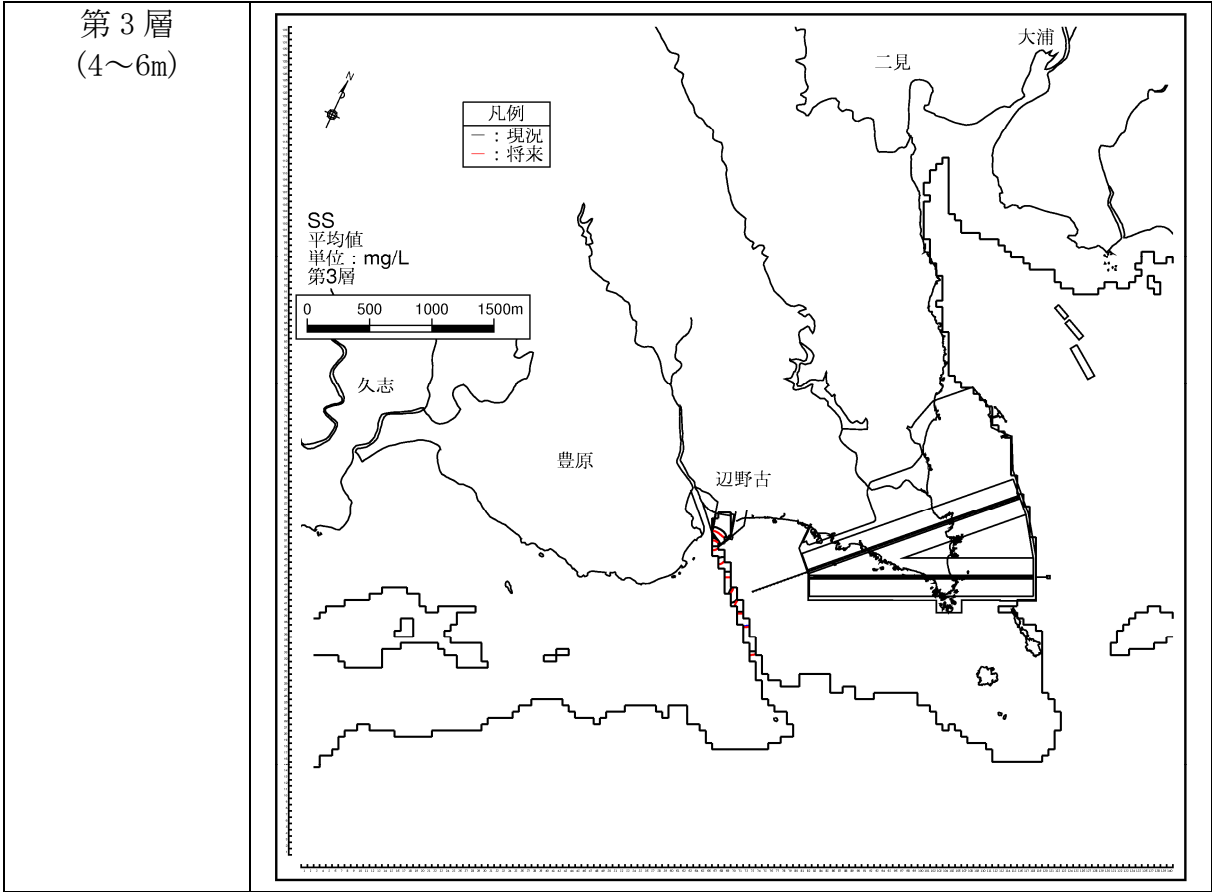 第3層
(4～6m)
大浦
二見
N
凡例
― : 現況
― : 将来
SS
平均値
単位 : mg/L
第3層
0 500 1000 1500m
久志
豊原
辺野古